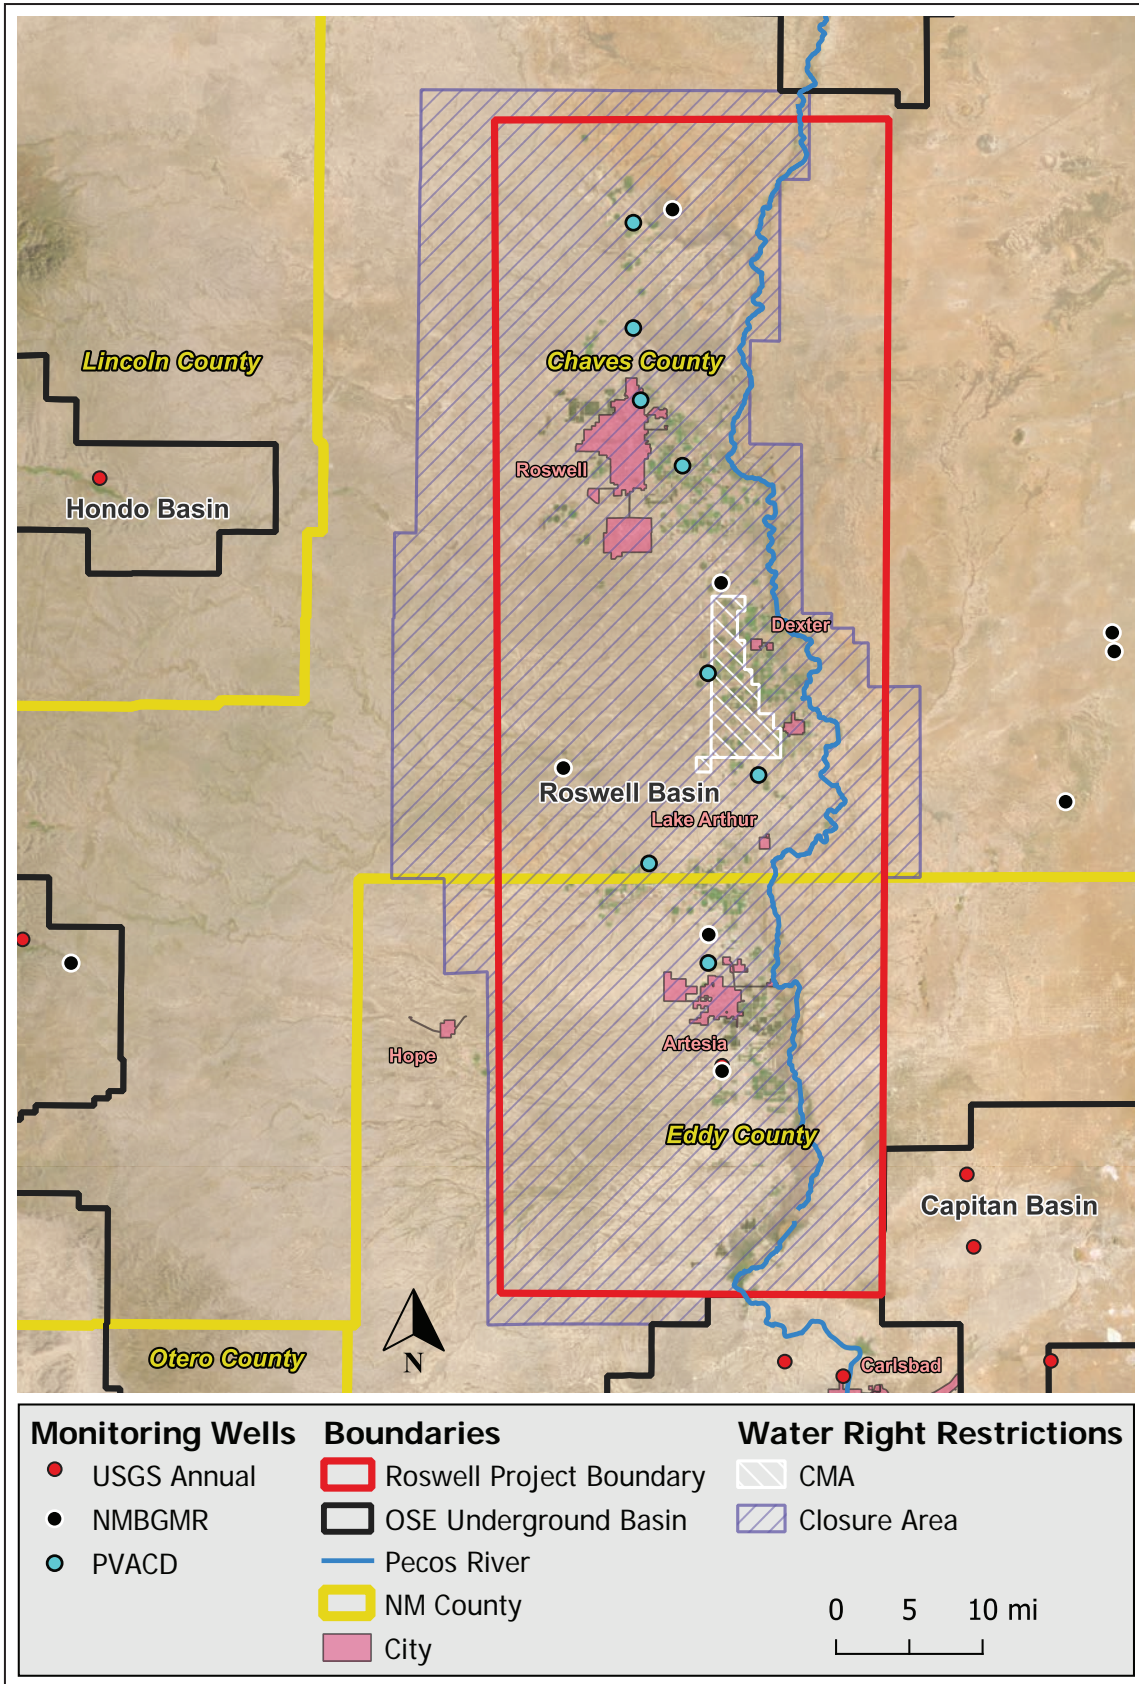 Lincoln County
Chaves County
Roswell
Hondo Basin
Dexter
Roswell Basin
Lake Arthur
Hope
Artesia
Eddy County
Capitan Basin
N
Otero County
Carlsbad
Monitoring Wells
USGS Annual
NMBGMR
PVACD
Boundaries
Roswell Project Boundary
OSE Underground Basin
Pecos River
NM County
City
Water Right Restrictions
CMA
Closure Area
0 5 10 mi